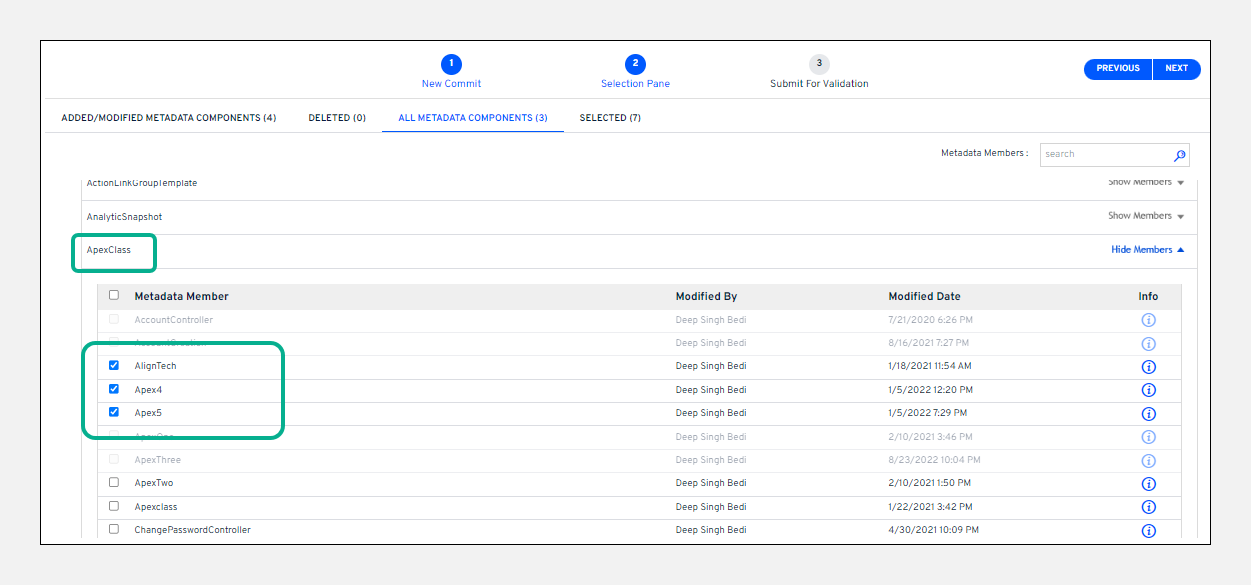 1 2 3
New Commit Selection Pane Submit For Validation
PREVIOUS NEXT
ADDED/MODIFIED METADATA COMPONENTS (4) DELETED (0) ALL METADATA COMPONENTS (3) SELECTED (7)
Metadata Members : search
ActionLinkGroupTemplate Show Members
AnalyticSnapshot Show Members
ApexClass Hide Members
Metadata Member Modified By Modified Date Info
AccountController Deep Singh Bedi 7/21/2020 6:26 PM
Deep Singh Bedi 8/16/2021 7:27 PM
AlignTech Deep Singh Bedi 1/18/2021 11:54 AM
Apex4 Deep Singh Bedi 1/5/2022 12:20 PM
Apex5 Deep Singh Bedi 1/5/2022 7:29 PM
ApexOne Deep Singh Bedi 2/10/2021 3:46 PM
ApexThree Deep Singh Bedi 8/23/2022 10:04 PM
ApexTwo Deep Singh Bedi 2/10/2021 1:50 PM
Apexclass Deep Singh Bedi 1/22/2021 3:42 PM
ChangePasswordController Deep Singh Bedi 4/30/2021 10:09 PM